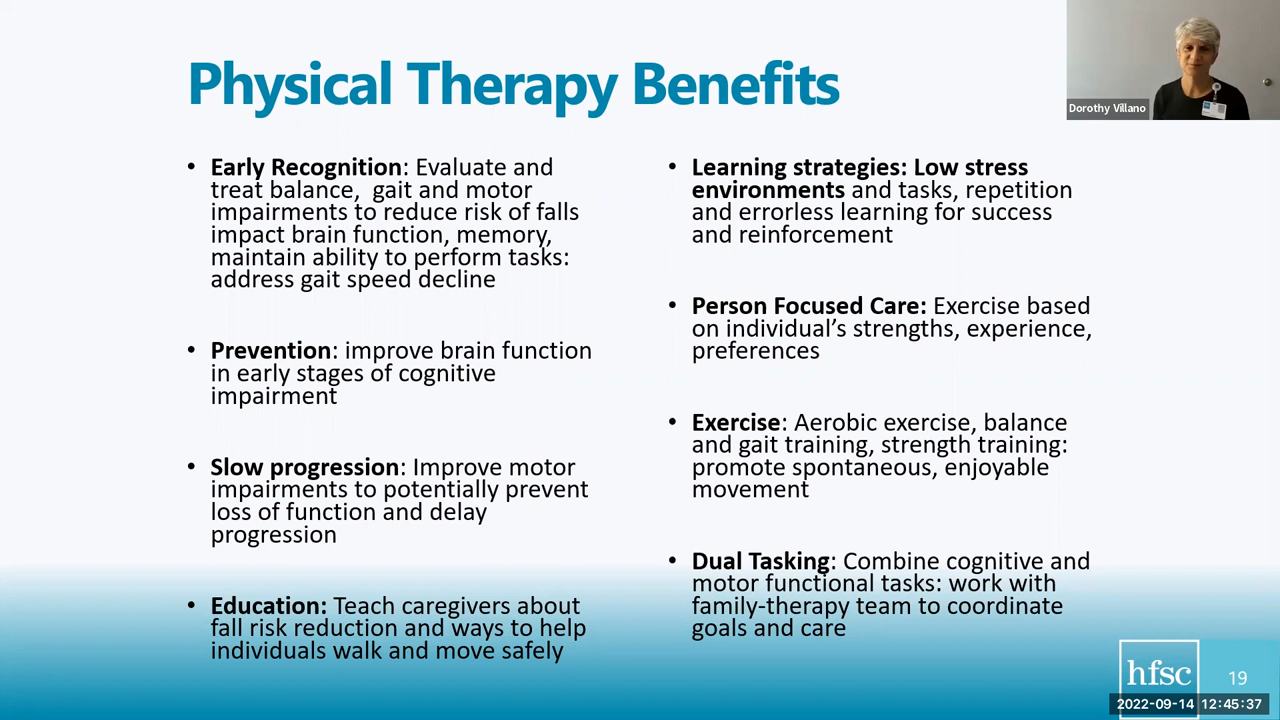 Physical Therapy Benefits
Dorothy Villano
• Early Recognition: Evaluate and
treat balance, gait and motor
impairments to reduce risk of falls
impact brain function, memory,
maintain ability to perform tasks:
address gait speed decline
• Prevention: improve brain function
in early stages of cognitive
impairment
• Slow progression: Improve motor
impairments to potentially prevent
loss of function and delay
progression
• Education: Teach caregivers about
fall risk reduction and ways to help
individuals walk and move safely
• Learning strategies: Low stress
environments and tasks, repetition
and errorless learning for success
and reinforcement
• Person Focused Care: Exercise based
on individual’s strengths, experience,
preferences
• Exercise: Aerobic exercise, balance
and gait training, strength training:
promote spontaneous, enjoyable
movement
• Dual Tasking: Combine cognitive and
motor functional tasks: work with
family-therapy team to coordinate
goals and care
hfsc
19
2022-09-14 12:45:37